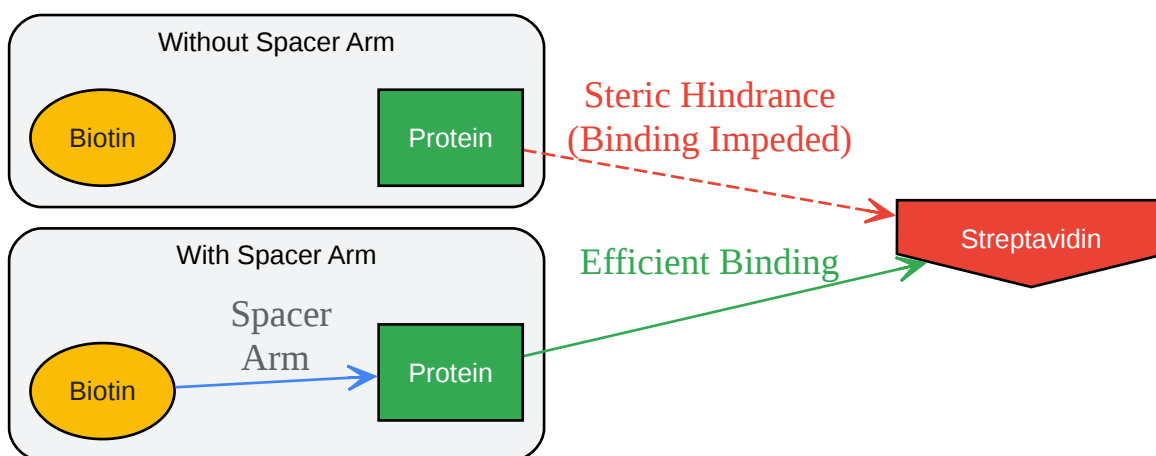 Without Spacer Arm
Biotin
Protein
Steric Hindrance
(Binding Impeded)
Streptavidin
With Spacer Arm
Efficient Binding
Spacer
Arm
Biotin
Protein